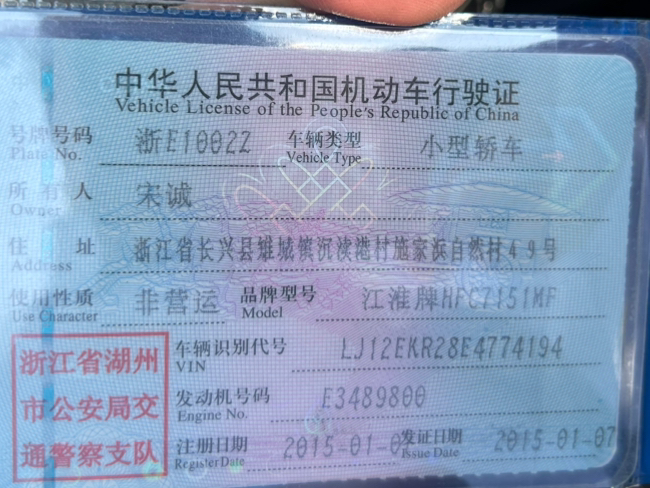 中华人民共和国机动车行驶证
Vehicle License of the People's Republic of China
号牌号码 浙E1002Z 车辆类型 小型轿车
Plate No. Vehicle Type
所有人 宋诚
Owner
住址 浙江省长兴县雉城镇沉渎港村施家浜自然村49号
Address
使用性质 非营运 品牌型号 江淮牌HFC7151MF
Use Character Model
浙江省湖州
市公安局交
通警察支队
车辆识别代号 LJ12EKR28E4774194
VIN
发动机号码 E3489800
Engine No.
注册日期 2015-01-0 发证日期 2015-01-07
Register Date Issue Date